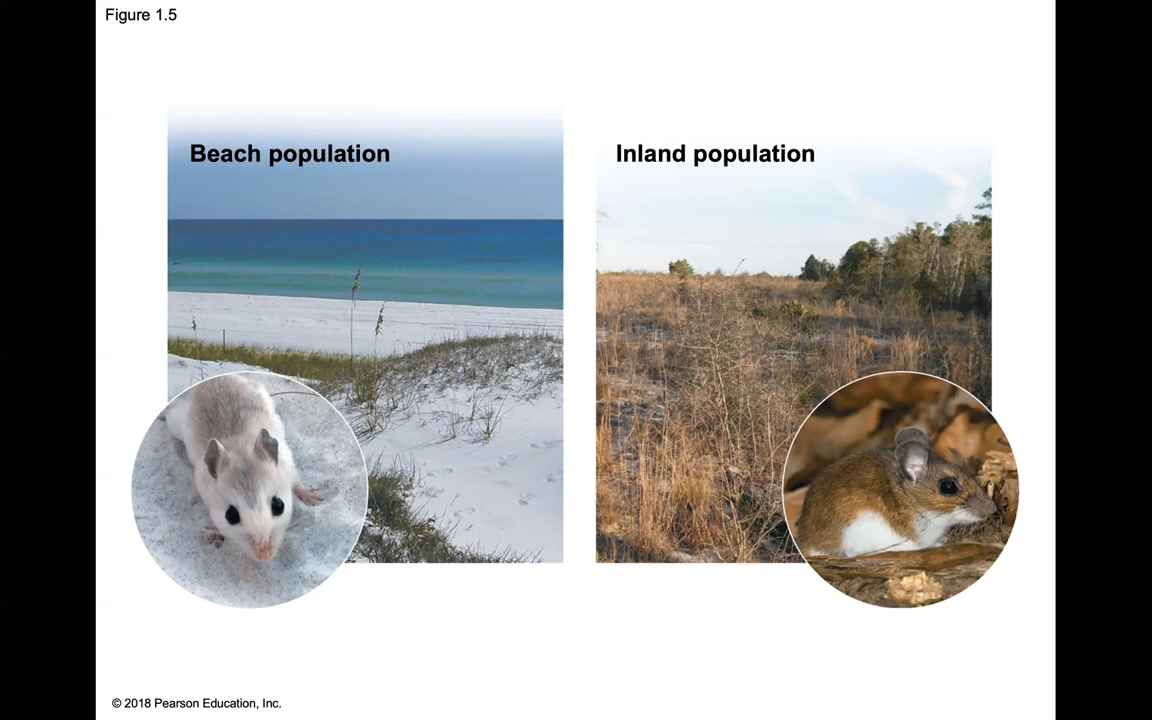 Figure 1.5
Beach population
Inland population
© 2018 Pearson Education, Inc.